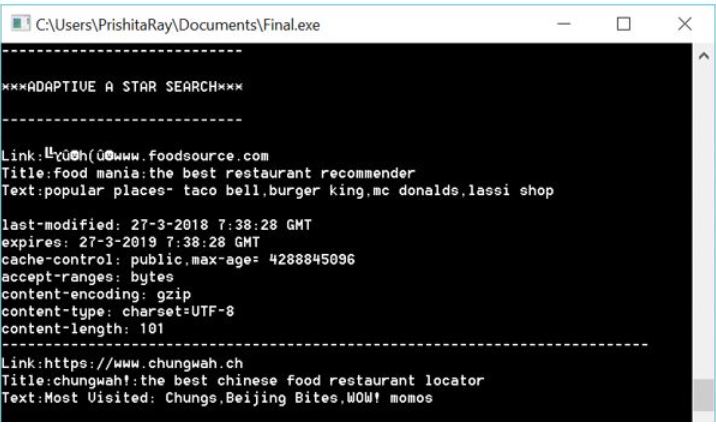 C:\Users\PrishitaRay\Documents\Final.exe
----------------------------
***ADAPTIVE A STAR SEARCH***
----------------------------
Link: www.foodsource.com
Title:food mania:the best restaurant recommender
Text:popular places- taco bell,burger king,mc donalds,lassi shop
last-modified: 27-3-2018 7:38:28 GMT
expires: 27-3-2019 7:38:28 GMT
cache-control: public,max-age= 4288845096
accept-ranges: bytes
content-encoding: gzip
content-type: charset=UTF-8
content-length: 101
---------------------------------------------------------------------------
Link:https://www.chungwah.ch
Title:chungwah!:the best chinese food restaurant locator
Text:Most Visited: Chungs,Beijing Bites,WOW! momos